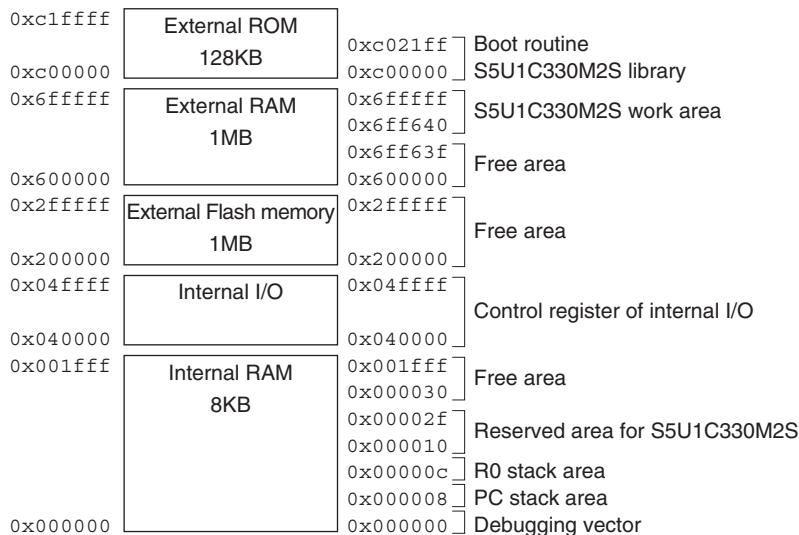 0xc1ffff External ROM
128KB 0xc021ff Boot routine
0xc00000 0xc00000 S5U1C330M2S library
0x6fffff External RAM 0x6fffff S5U1C330M2S work area
1MB 0x6ff640
0x6ff63f Free area
0x600000 0x600000
0x2fffff External Flash memory 0x2fffff Free area
1MB
0x200000 0x200000
0x04ffff Internal I/O 0x04ffff Control register of internal I/O
0x040000 0x040000
0x001fff Internal RAM 0x001fff Free area
8KB 0x000030
0x00002f Reserved area for S5U1C330M2S
0x000010
0x00000c R0 stack area
0x000008 PC stack area
0x000000 0x000000 Debugging vector